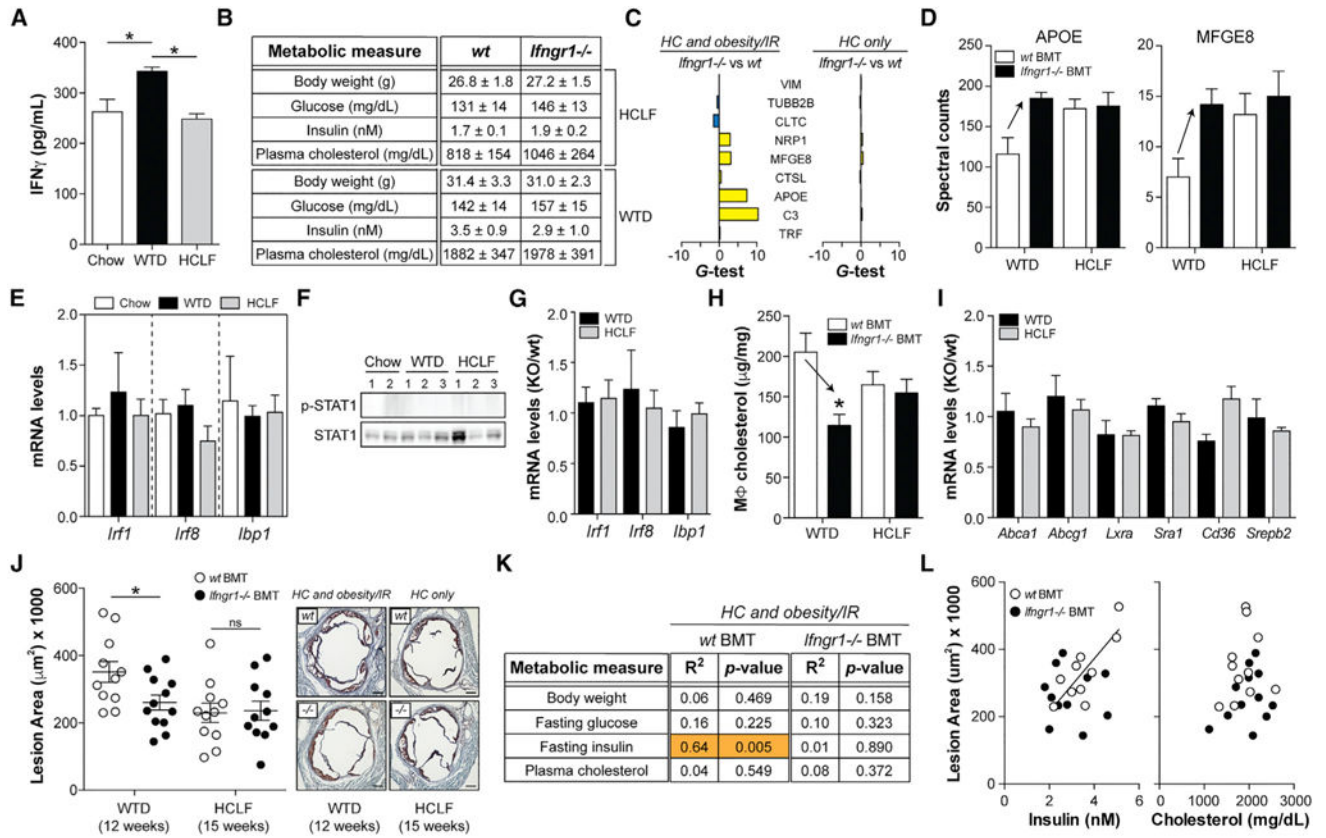 A
IFNγ (pg/mL)
400
300
200
100
0
*
*
Chow WTD HCLF
B
Metabolic measure wt Ifngr1-/-
Body weight (g) 26.8 ± 1.8 27.2 ± 1.5
Glucose (mg/dL) 131 ± 14 146 ± 13
Insulin (nM) 1.7 ± 0.1 1.9 ± 0.2
Plasma cholesterol (mg/dL) 818 ± 154 1046 ± 264
HCLF
Body weight (g) 31.4 ± 3.3 31.0 ± 2.3
Glucose (mg/dL) 142 ± 14 157 ± 15
Insulin (nM) 3.5 ± 0.9 2.9 ± 1.0
Plasma cholesterol (mg/dL) 1882 ± 347 1978 ± 391
WTD
C
HC and obesity/IR HC only
Ifngr1-/- vs wt Ifngr1-/- vs wt
VIM
TUBB2B
CLTC
NRP1
MFGE8
CTSL
APOE
C3
TRF
-10 0 10 -10 0 10
G-test G-test
D
APOE MFGE8
wt BMT
Ifngr1-/- BMT
Spectral counts
250
200
150
100
50
0
20
15
10
5
0
WTD HCLF WTD HCLF
E
Chow WTD HCLF
mRNA levels
2.0
1.5
1.0
0.5
0.0
Irf1 Irf8 Ibp1
F
Chow WTD HCLF
1 2 1 2 3 1 2 3
p-STAT1
STAT1
G
WTD
HCLF
mRNA levels (KO/wt)
2.0
1.5
1.0
0.5
0.0
Irf1 Irf8 Ibp1
H
wt BMT
Ifngr1-/- BMT
MΦ cholesterol (μg/mg)
250
200
150
100
50
0
*
WTD HCLF
I
WTD
HCLF
mRNA levels (KO/wt)
2.0
1.5
1.0
0.5
0.0
Abca1 Abcg1 Lxra Sra1 Cd36 Srepb2
J
wt BMT
Ifngr1-/- BMT
Lesion Area (μm²) x 1000
600
400
200
0
*
ns
WTD HCLF
(12 weeks) (15 weeks)
HC and obesity/IR HC only
wt wt
-/- -/-
WTD HCLF
(12 weeks) (15 weeks)
K
HC and obesity/IR
wt BMT Ifngr1-/- BMT
Metabolic measure R² p-value R² p-value
Body weight 0.06 0.469 0.19 0.158
Fasting glucose 0.16 0.225 0.10 0.323
Fasting insulin 0.64 0.005 0.01 0.890
Plasma cholesterol 0.04 0.549 0.08 0.372
L
wt BMT
Ifngr1-/- BMT
Lesion Area (um²) x 1000
600
400
200
0
0 2 4 6
Insulin (nM)
0 1000 2000 3000
Cholesterol (mg/dL)